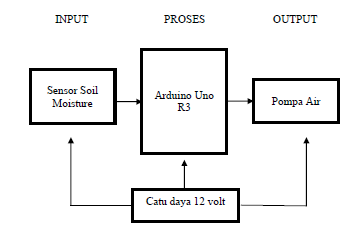 INPUT
PROSES
OUTPUT
Sensor Soil
Moisture
Arduino Uno
R3
Pompa Air
Catu daya 12 volt